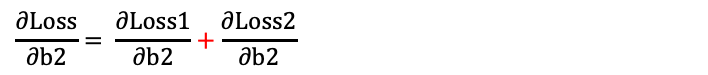 ∂Loss/∂b2 = ∂Loss1/∂b2 + ∂Loss2/∂b2